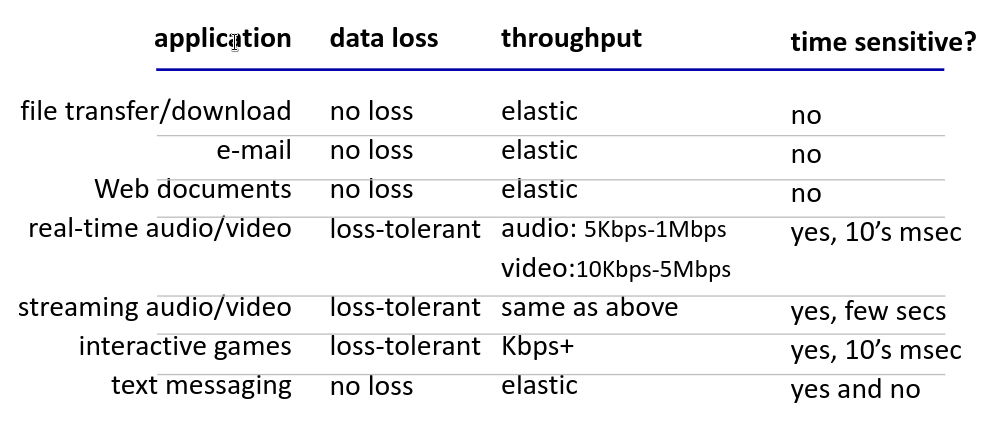 application data loss throughput time sensitive?
file transfer/download no loss elastic no
e-mail no loss elastic no
Web documents no loss elastic no
real-time audio/video loss-tolerant audio: 5Kbps-1Mbps yes, 10’s msec
video:10Kbps-5Mbps
streaming audio/video loss-tolerant same as above yes, few secs
interactive games loss-tolerant Kbps+ yes, 10’s msec
text messaging no loss elastic yes and no